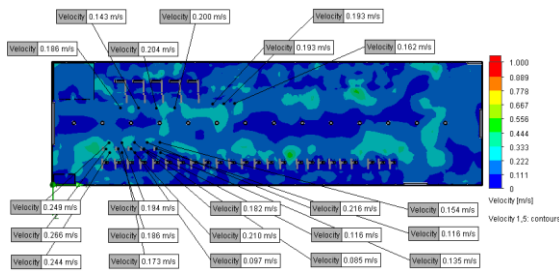 Velocity 0.143 m/s
Velocity 0.200 m/s
Velocity 0.193 m/s
Velocity 0.186 m/s
Velocity 0.204 m/s
Velocity 0.193 m/s
Velocity 0.162 m/s
1.000
0.889
0.778
0.667
0.556
0.444
0.333
0.222
0.111
0
Velocity [m/s]
Velocity 1,5: contours
Velocity 0.249 m/s
Velocity 0.194 m/s
Velocity 0.182 m/s
Velocity 0.216 m/s
Velocity 0.154 m/s
Velocity 0.266 m/s
Velocity 0.186 m/s
Velocity 0.210 m/s
Velocity 0.116 m/s
Velocity 0.116 m/s
Velocity 0.244 m/s
Velocity 0.173 m/s
Velocity 0.097 m/s
Velocity 0.085 m/s
Velocity 0.135 m/s